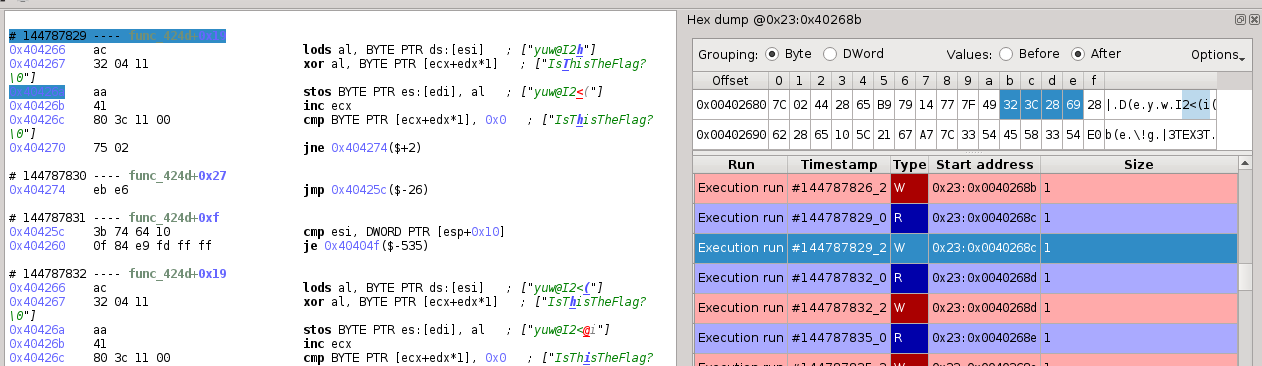 Hex dump @0x23:0x40268b
# 144787829 ---- func_424d+
0x404266 ac lods al, BYTE PTR ds:[esi] ; ["yuw@I2h"]
0x404267 32 04 11 xor al, BYTE PTR [ecx+edx*1] ; ["IsThisTheFlag?
\0"]
aa stos BYTE PTR es:[edi], al ; ["yuw@I2<("]
0x40426b 41 inc ecx
0x40426c 80 3c 11 00 cmp BYTE PTR [ecx+edx*1], 0x0 ; ["IsThisTheFlag?
\0"]
0x404270 75 02 jne 0x404274($+2)
# 144787830 ---- func_424d+0x27
0x404274 eb e6 jmp 0x40425c($-26)
# 144787831 ---- func_424d+0xf
0x40425c 3b 74 64 10 cmp esi, DWORD PTR [esp+0x10]
0x404260 0f 84 e9 fd ff ff je 0x40404f($-535)
# 144787832 ---- func_424d+0x19
0x404266 ac lods al, BYTE PTR ds:[esi] ; ["yuw@I2<("]
0x404267 32 04 11 xor al, BYTE PTR [ecx+edx*1] ; ["IsThisTheFlag?
\0"]
0x40426a aa stos BYTE PTR es:[edi], al ; ["yuw@I2<@i"]
0x40426b 41 inc ecx
0x40426c 80 3c 11 00 cmp BYTE PTR [ecx+edx*1], 0x0 ; ["IsThisTheFlag?
Grouping: Byte DWord Values: Before After Options
Offset 0 1 2 3 4 5 6 7 8 9 a b c d e f
0x00402680 7C 02 44 28 65 B9 79 14 77 7F 49 32 3C 28 69 28 |.D(e.y.w.I2<(i(
0x00402690 62 28 65 10 5C 21 67 A7 7C 33 54 45 58 33 54 E0 b(e.\!g.|3TEX3T.
Run Timestamp Type Start address Size
Execution run #144787826_2 W 0x23:0x0040268b 1
Execution run #144787829_0 R 0x23:0x0040268c 1
Execution run #144787829_2 W 0x23:0x0040268c 1
Execution run #144787832_0 R 0x23:0x0040268d 1
Execution run #144787832_2 W 0x23:0x0040268d 1
Execution run #144787835_0 R 0x23:0x0040268e 1